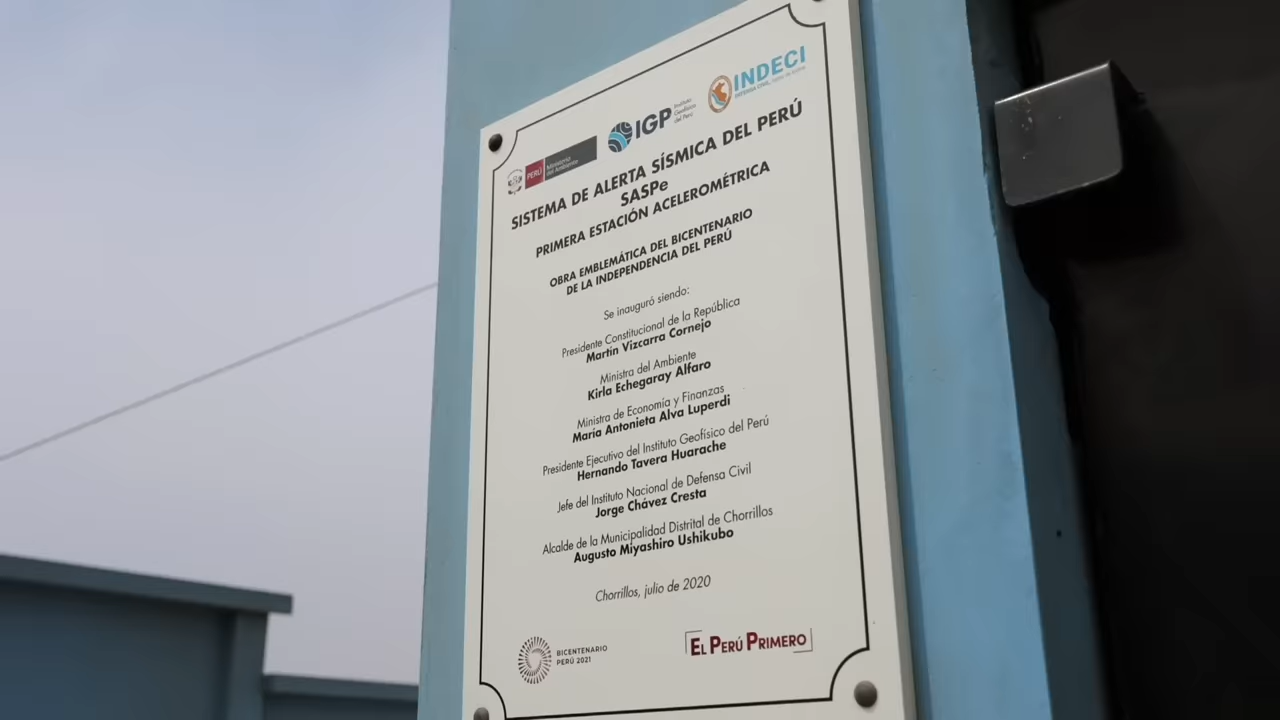 PERÚ
Ministerio
del Ambiente
IGP
Instituto
Geofísico
del Perú
INDECI
SISTEMA DE ALERTA SÍSMICA DEL PERÚ
SASPe
PRIMERA ESTACIÓN ACELEROMÉTRICA
OBRA EMBLEMÁTICA DEL BICENTENARIO
DE LA INDEPENDENCIA DEL PERÚ
Se inauguró siendo:
Presidente Constitucional de la República
Martín Vizcarra Cornejo
Ministra del Ambiente
Kirla Echegaray Alfaro
Ministra de Economía y Finanzas
María Antonieta Alva Luperdi
Presidente Ejecutivo del Instituto Geofísico del Perú
Hernando Tavera Huarache
Jefe del Instituto Nacional de Defensa Civil
Jorge Chávez Cresta
Alcalde de la Municipalidad Distrital de Chorrillos
Augusto Miyashiro Ushikubo
Chorrillos, julio de 2020
BICENTENARIO
PERÚ 2021
EL PERÚ PRIMERO